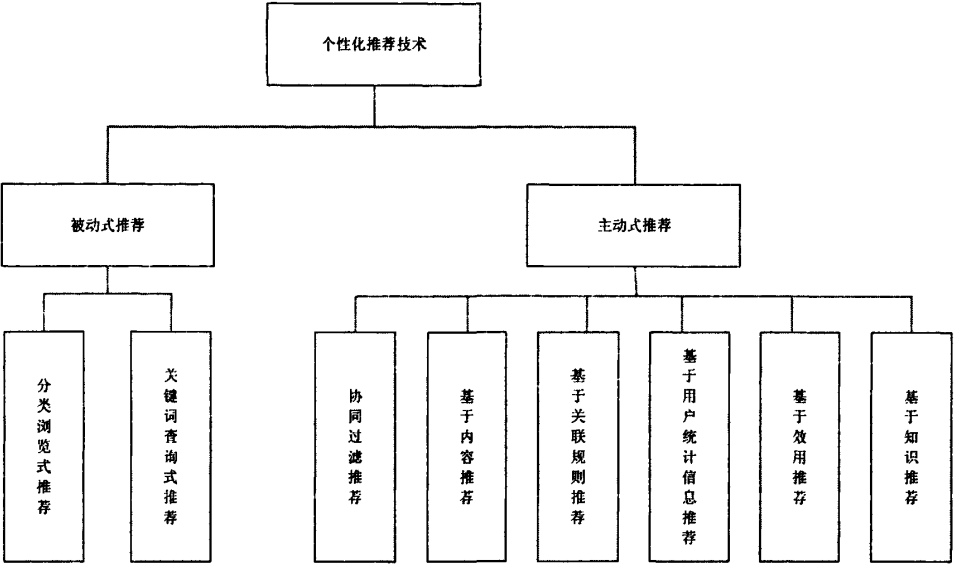 个性化推荐技术
被动式推荐
主动式推荐
分类浏览式推荐
关键词查询式推荐
协同过滤推荐
基于内容推荐
基于关联规则推荐
基于用户统计信息推荐
基于效用推荐
基于知识推荐